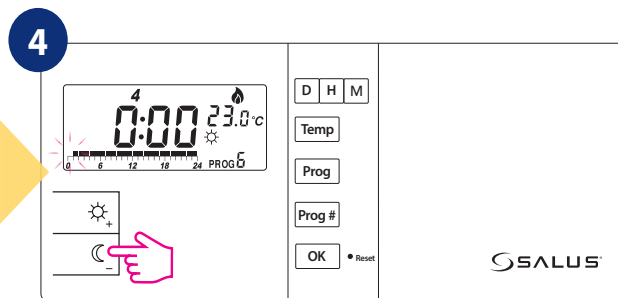 4
4
0:00 23.0°C
0 6 12 18 24 PROG 6
+
-
D H M
Temp
Prog
Prog #
OK • Reset
SALUS